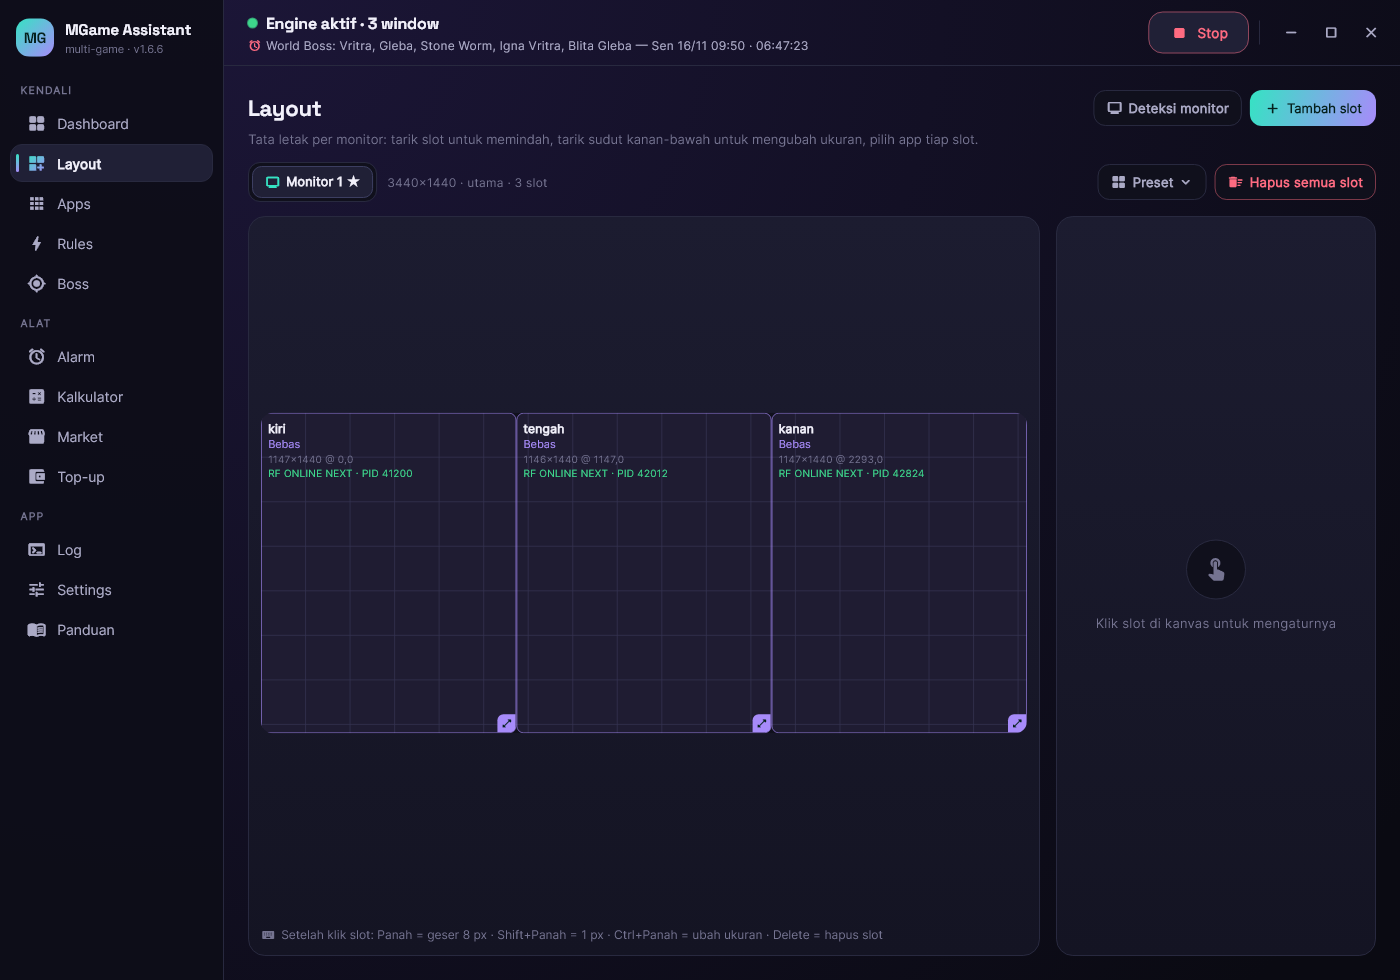 MG
MGame Assistant
multi-game · v1.6.6
KENDALI
Dashboard
Layout
Apps
Rules
Boss
ALAT
Alarm
Kalkulator
Market
Top-up
APP
Log
Settings
Panduan
Engine aktif · 3 window
World Boss: Vritra, Gleba, Stone Worm, Igna Vritra, Blita Gleba — Sen 16/11 09:50 · 06:47:23
Stop
Layout
Tata letak per monitor: tarik slot untuk memindah, tarik sudut kanan-bawah untuk mengubah ukuran, pilih app tiap slot.
Deteksi monitor
Tambah slot
Monitor 1 ★
3440×1440 · utama · 3 slot
Preset
Hapus semua slot
kiri
Bebas
1147×1440 @ 0,0
RF ONLINE NEXT · PID 41200
tengah
Bebas
1146×1440 @ 1147,0
RF ONLINE NEXT · PID 42012
kanan
Bebas
1147×1440 @ 2293,0
RF ONLINE NEXT · PID 42824
Klik slot di kanvas untuk mengaturnya
Setelah klik slot: Panah = geser 8 px · Shift+Panah = 1 px · Ctrl+Panah = ubah ukuran · Delete = hapus slot